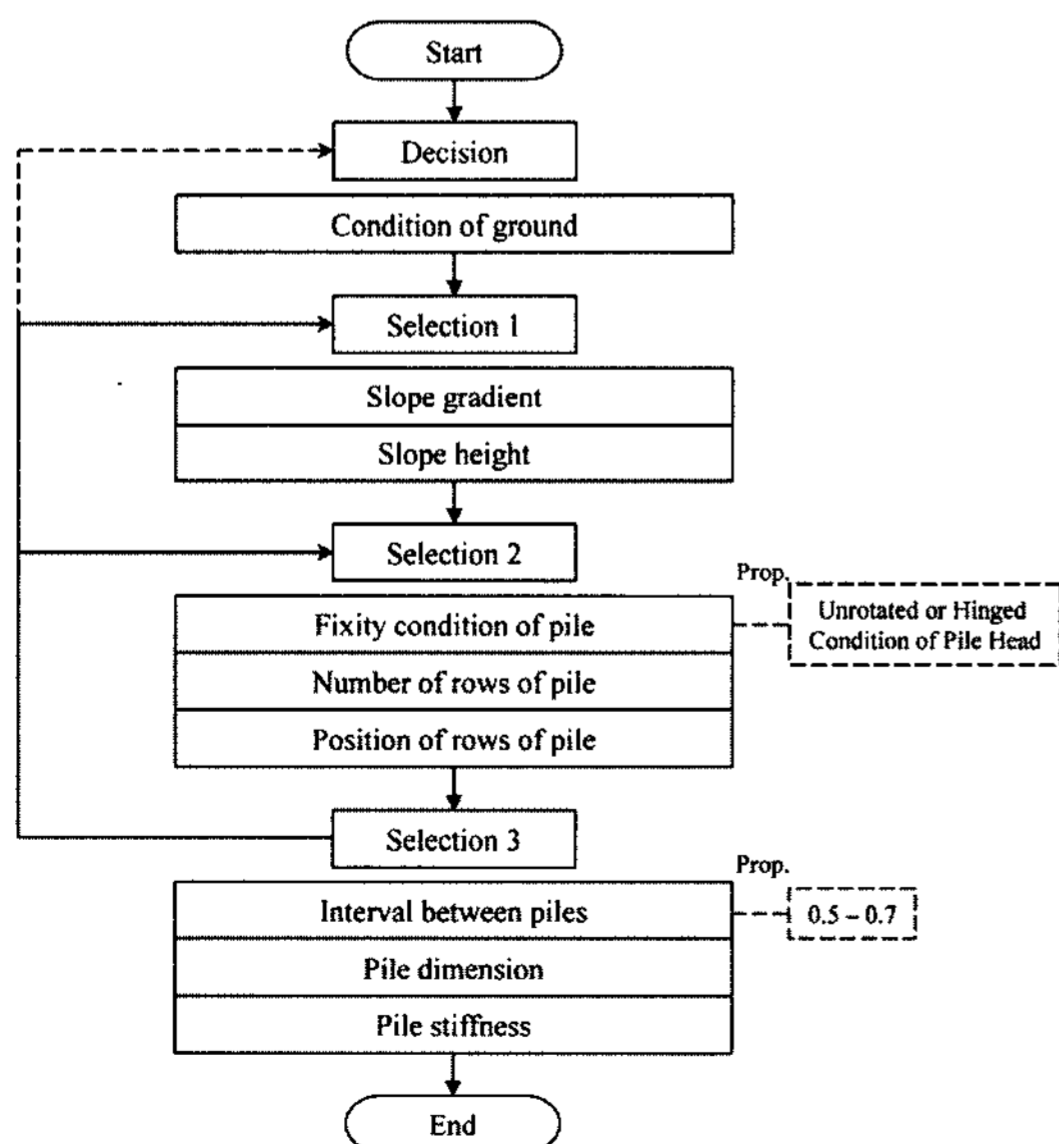 Start
Decision
Condition of ground
Selection 1
Slope gradient
Slope height
Selection 2
Prop.
Fixity condition of pile
Unrotated or Hinged
Condition of Pile Head
Number of rows of pile
Position of rows of pile
Selection 3
Prop.
Interval between piles
0.5 – 0.7
Pile dimension
Pile stiffness
End